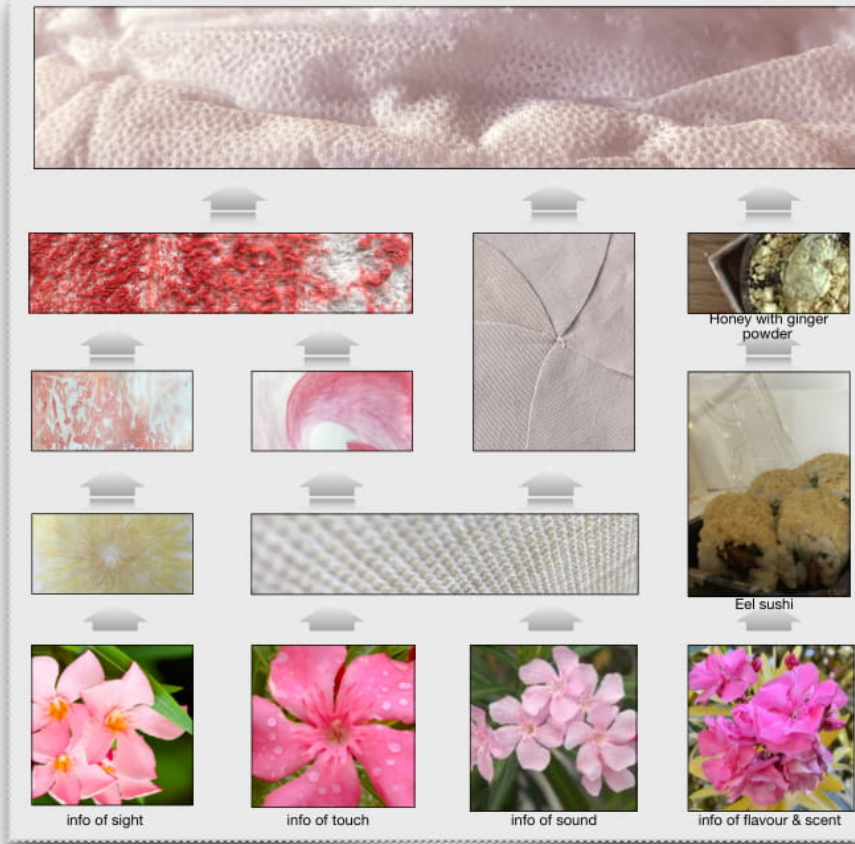 Honey with ginger
powder
Eel sushi
info of sight
info of touch
info of sound
info of flavour & scent